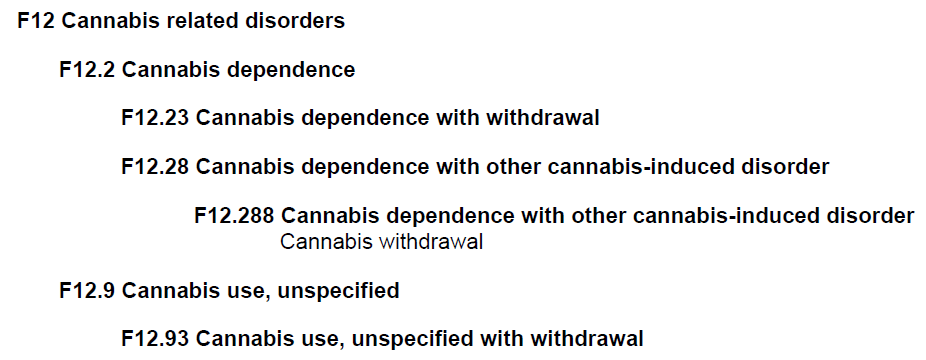 F12 Cannabis related disorders
F12.2 Cannabis dependence
F12.23 Cannabis dependence with withdrawal
F12.28 Cannabis dependence with other cannabis-induced disorder
F12.288 Cannabis dependence with other cannabis-induced disorder
Cannabis withdrawal
F12.9 Cannabis use, unspecified
F12.93 Cannabis use, unspecified with withdrawal